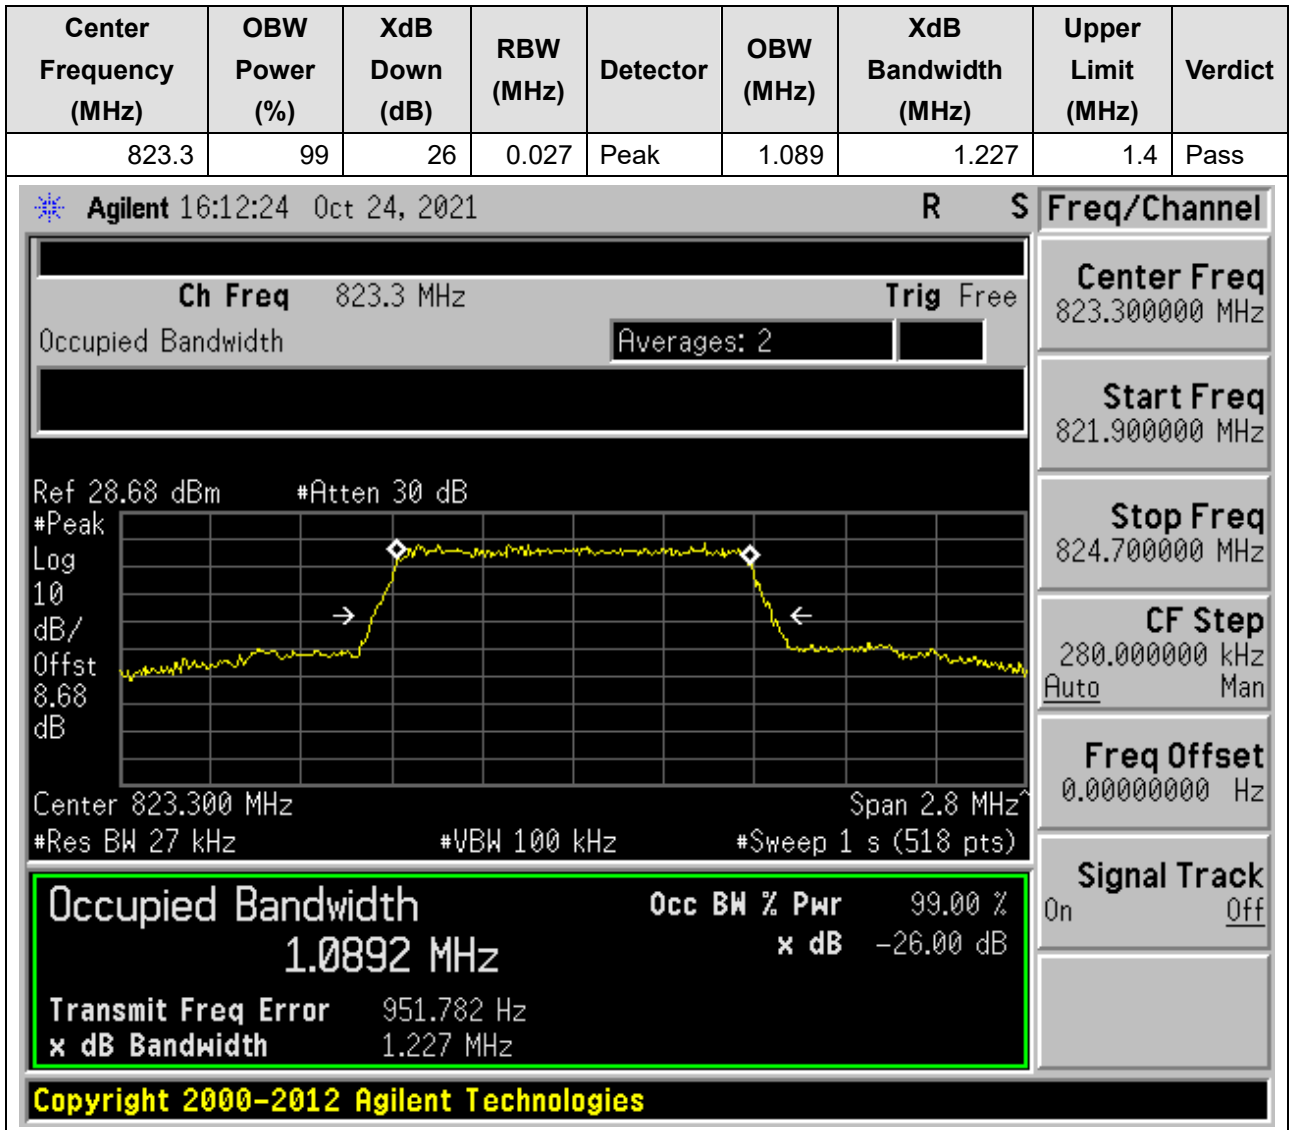 Center Frequency (MHz) OBW Power (%) XdB Down (dB) RBW (MHz) Detector OBW (MHz) XdB Bandwidth (MHz) Upper Limit (MHz) Verdict
823.3 99 26 0.027 Peak 1.089 1.227 1.4 Pass
Agilent 16:12:24 Oct 24, 2021 R S
Ch Freq 823.3 MHz Trig Free
Occupied Bandwidth Averages: 2
Ref 28.68 dBm #Atten 30 dB
#Peak
Log
10
dB/
Offst
8.68
dB
Center 823.300 MHz Span 2.8 MHz^
#Res BW 27 kHz #VBW 100 kHz #Sweep 1 s (518 pts)
Occupied Bandwidth Occ BW % Pwr 99.00 %
1.0892 MHz x dB -26.00 dB
Transmit Freq Error 951.782 Hz
x dB Bandwidth 1.227 MHz
Copyright 2000-2012 Agilent Technologies
Freq/Channel
Center Freq
823.300000 MHz
Start Freq
821.900000 MHz
Stop Freq
824.700000 MHz
CF Step
280.000000 kHz
Auto Man
Freq Offset
0.00000000 Hz
Signal Track
On Off